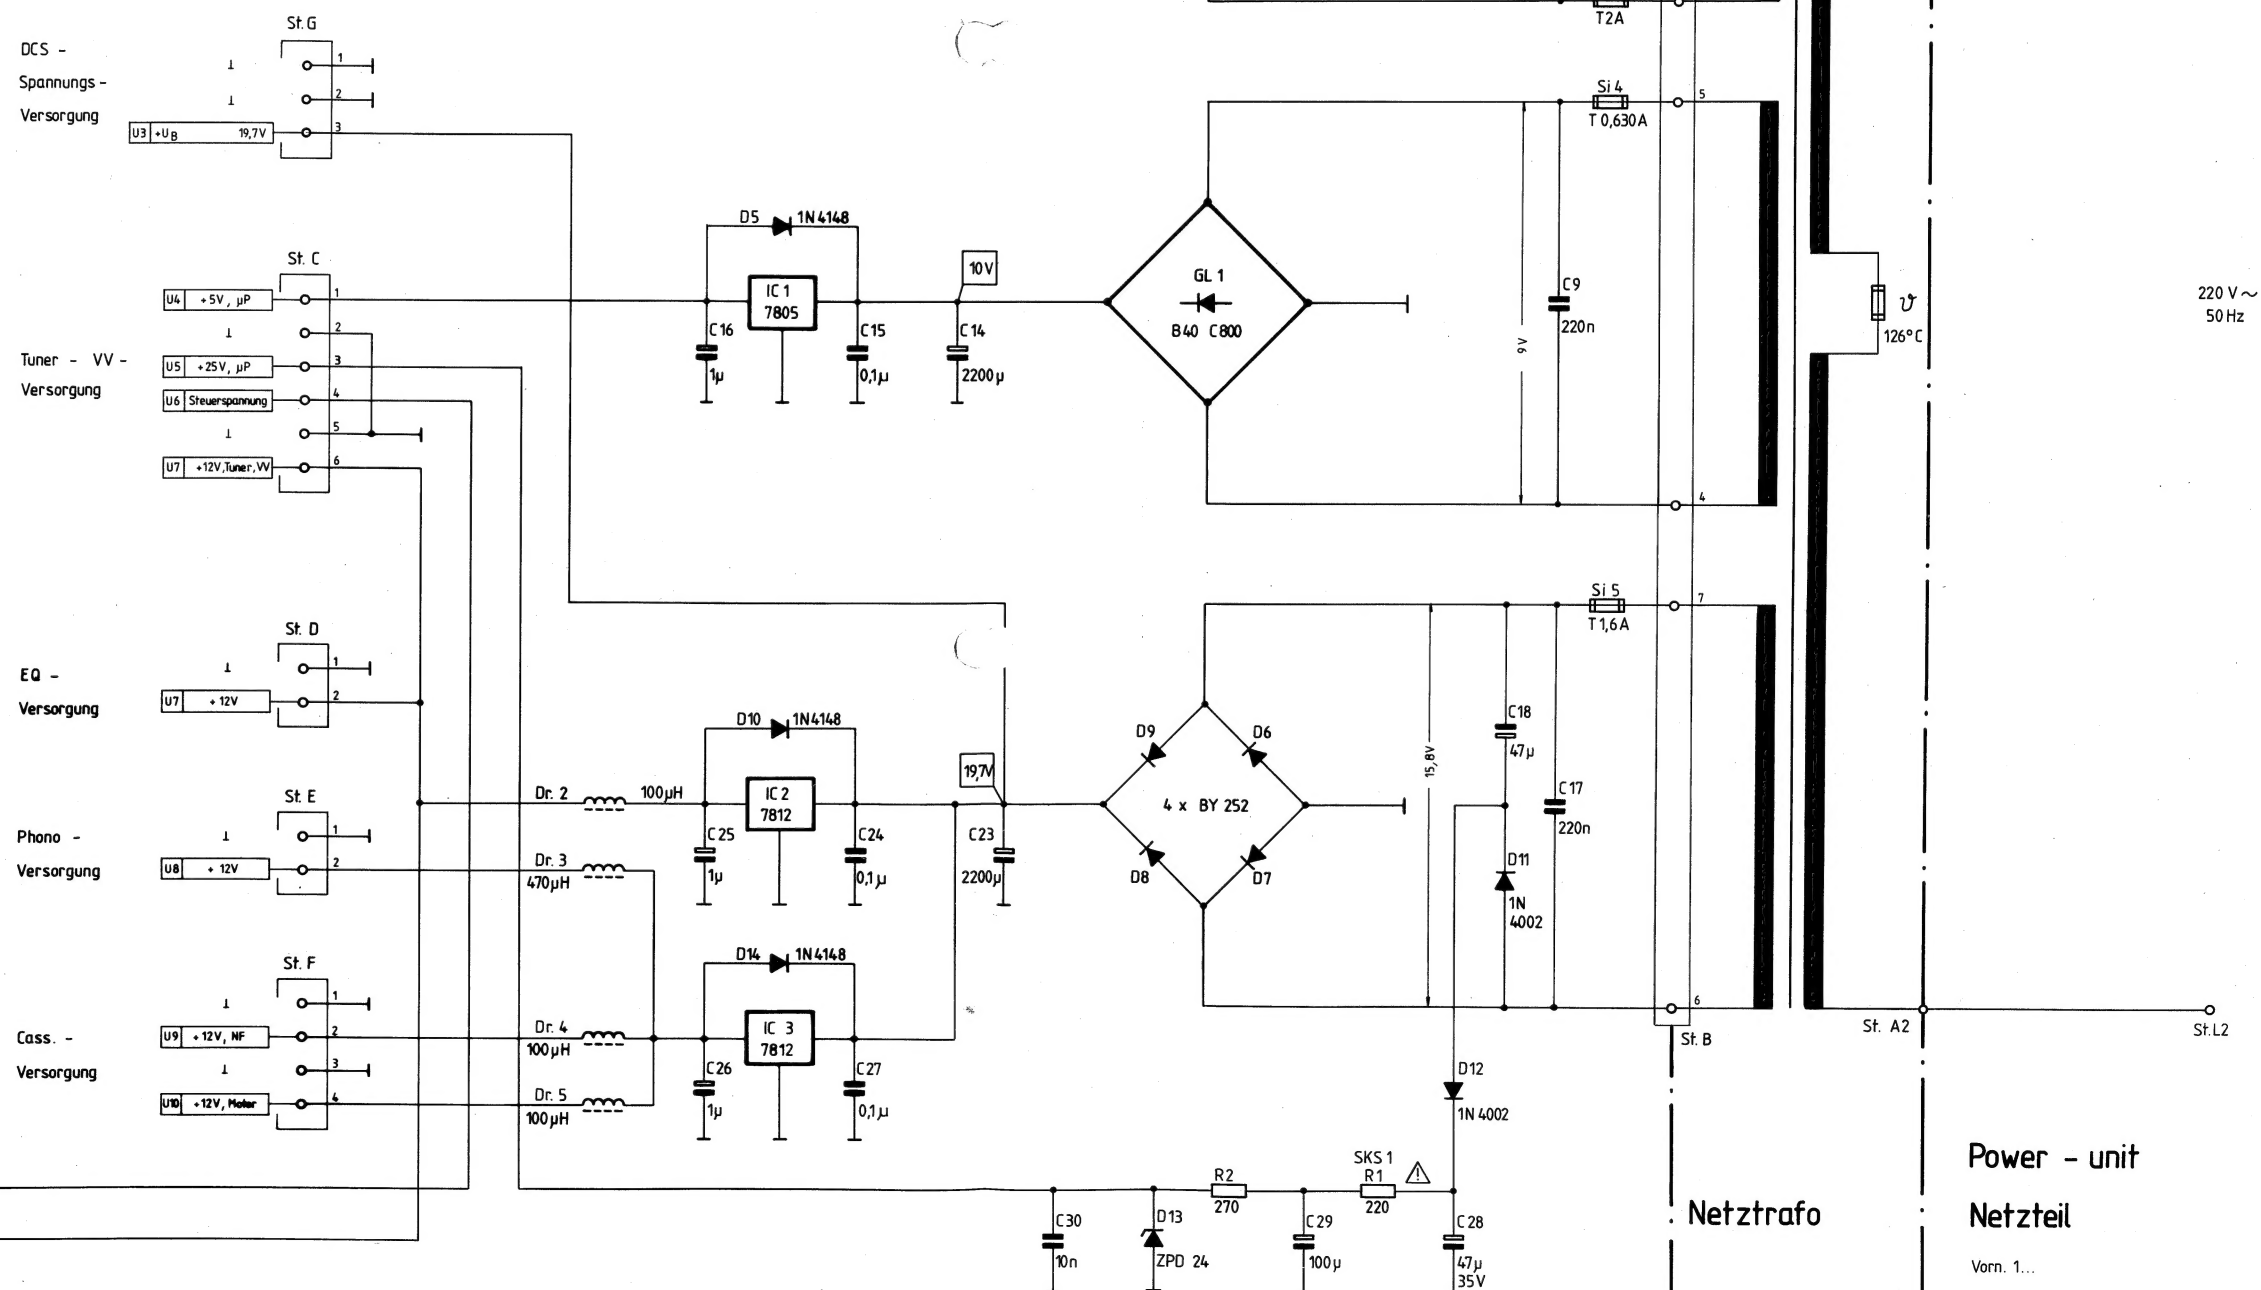 St. G
DCS -
Spannungs -
Versorgung
⊥ 1
⊥ 2
U3 +UB 19,7V 3
St. C
U4 +5V, µP 1
⊥ 2
Tuner - VV -
Versorgung
U5 +25V, µP 3
U6 Steuerspannung 4
⊥ 5
U7 +12V,Tuner,VV 6
St. D
EQ -
Versorgung
⊥ 1
U7 + 12V 2
St. E
Phono -
Versorgung
⊥ 1
U8 + 12V 2
St. F
Cass. -
Versorgung
⊥ 1
U9 +12V, NF 2
⊥ 3
U10 +12V, Motor 4
D5 1N4148
IC 1
7805
C16
1µ
C15
0,1µ
10V
C14
2200µ
GL 1
B40 C800
T2A
Si 4
T 0,630A
5
9V
C9
220n
4
ϑ
126°C
220 V~
50 Hz
Dr. 2 100µH
Dr. 3
470µH
Dr. 4
100µH
Dr. 5
100µH
D10 1N4148
IC 2
7812
C25
1µ
C24
0,1µ
19,7V
C23
2200µ
D14 1N4148
IC 3
7812
C26
1µ
C27
0,1µ
D9 D6
4 x BY 252
D8 D7
Si 5
T1,6A
7
15,8V
C18
47µ
C17
220n
D11
1N
4002
6
St. B
St. A2
St.L2
D12
1N 4002
SKS 1
R1
220
R2
270
C30
10n
D13
ZPD 24
C29
100µ
C28
47µ
35V
Netztrafo
Power - unit
Netzteil
Vorn. 1...